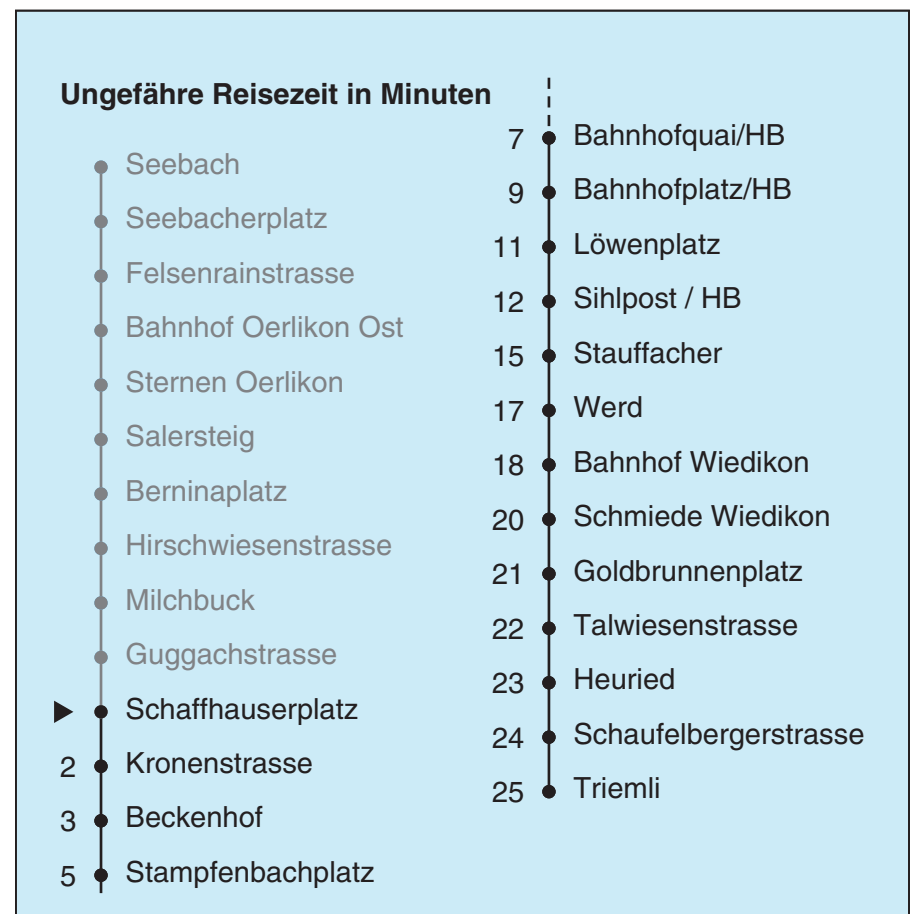 Ungefähre Reisezeit in Minuten
Seebach
Seebacherplatz
Felsenrainstrasse
Bahnhof Oerlikon Ost
Sternen Oerlikon
Salersteig
Berninaplatz
Hirschwiesenstrasse
Milchbuck
Guggachstrasse
Schaffhauserplatz
2 Kronenstrasse
3 Beckenhof
5 Stampfenbachplatz
7 Bahnhofquai/HB
9 Bahnhofplatz/HB
11 Löwenplatz
12 Sihlpost / HB
15 Stauffacher
17 Werd
18 Bahnhof Wiedikon
20 Schmiede Wiedikon
21 Goldbrunnenplatz
22 Talwiesenstrasse
23 Heuried
24 Schaufelbergerstrasse
25 Triemli